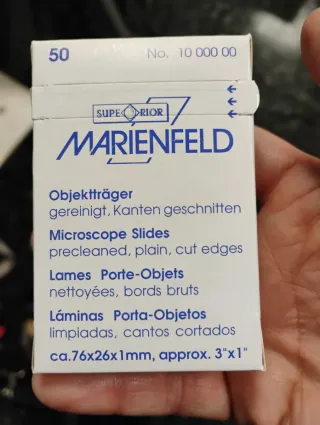 50 No. 10 000 00
SUPERIOR
MARIENFELD
Objektträger
gereinigt, Kanten geschnitten
Microscope Slides
precleaned, plain, cut edges
Lames Porte-Objets
nettoyées, bords bruts
Láminas Porta-Objetos
limpiadas, cantos cortados
ca.76x26x1mm, approx. 3"x1"